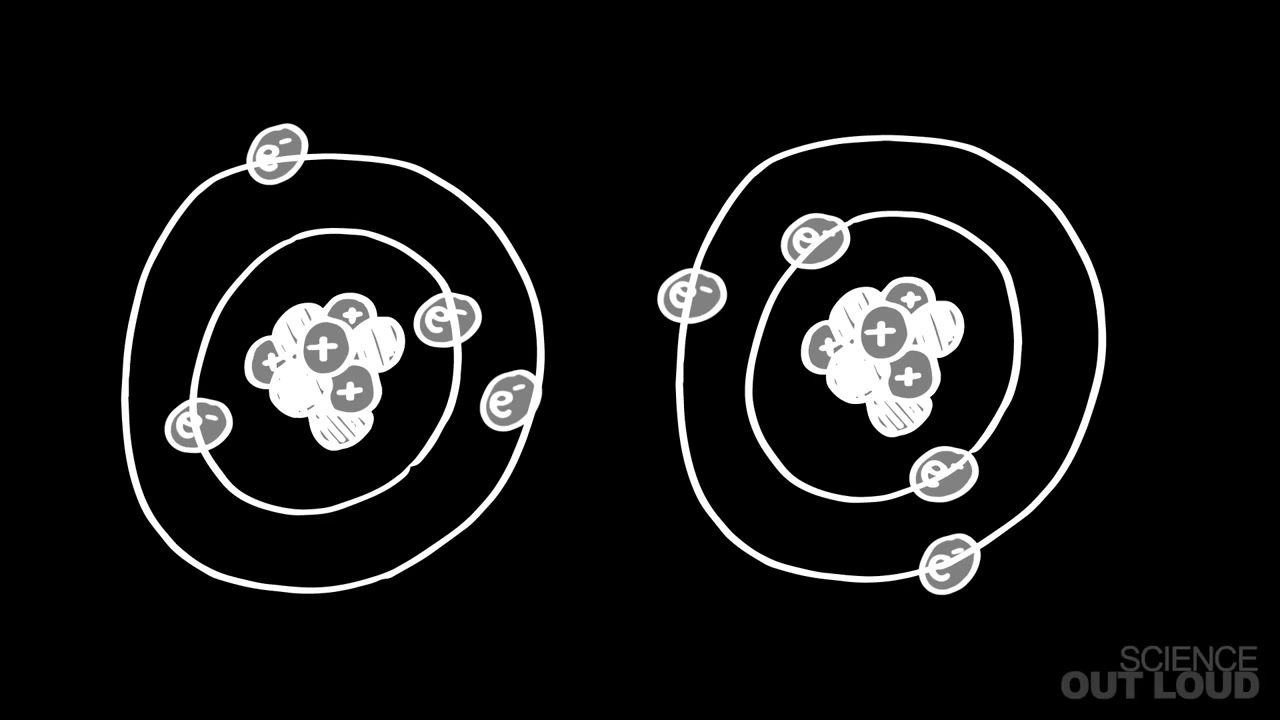 e-
e-
e-
e-
+
+
+
+
e-
e-
e-
e-
+
+
+
+
SCIENCE
OUT LOUD